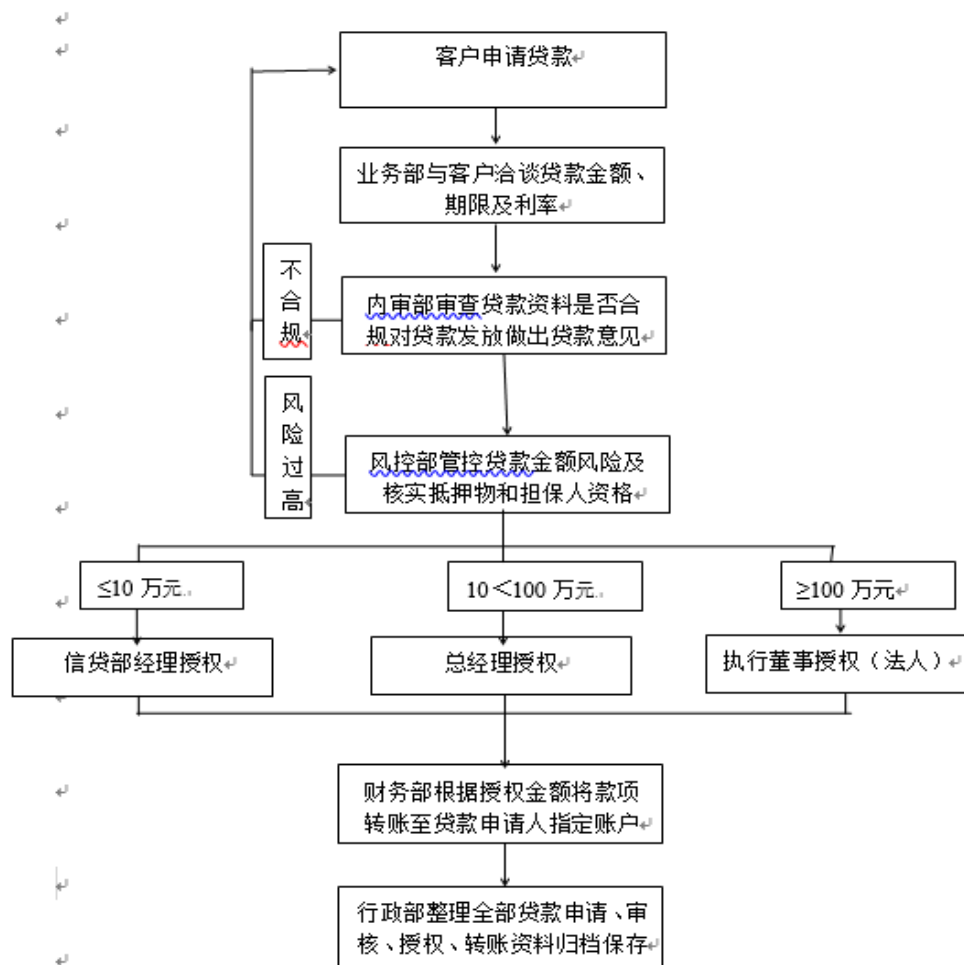 客户申请贷款
业务部与客户洽谈贷款金额、
期限及利率
不
合
规
内审部审查贷款资料是否合
规对贷款发放做出贷款意见
风
险
过
高
风控部管控贷款金额风险及
核实抵押物和担保人资格
≤10 万元
10＜100 万元
≥100 万元
信贷部经理授权
总经理授权
执行董事授权（法人）
财务部根据授权金额将款项
转账至贷款申请人指定账户
行政部整理全部贷款申请、审
核、授权、转账资料归档保存